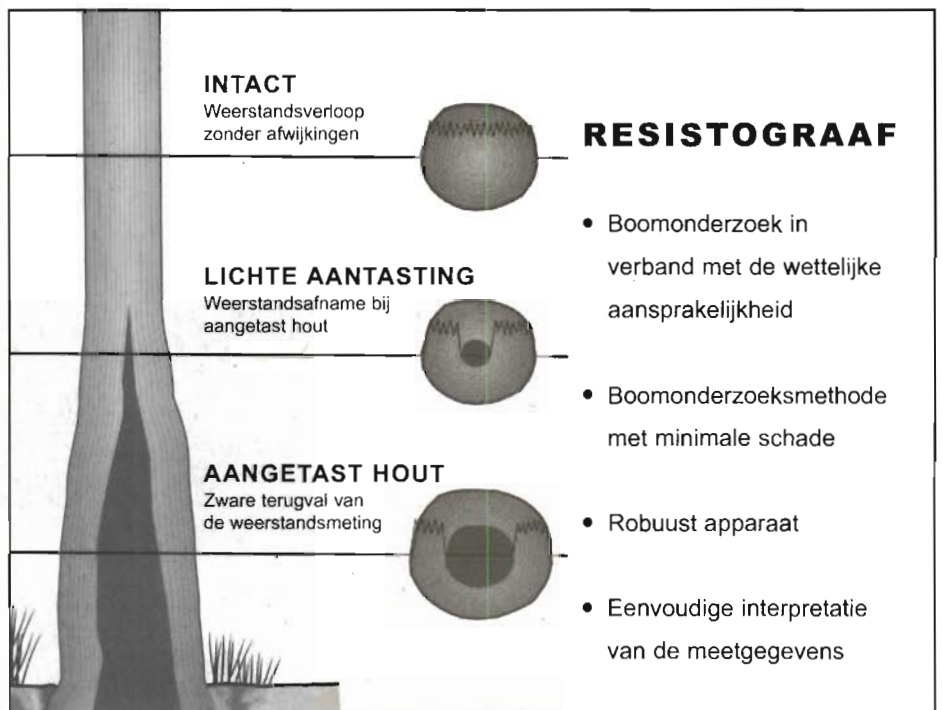 INTACT
Weerstandsverloop
zonder afwijkingen
LICHTE AANTASTING
Weerstandsafname bij
aangetast hout
AANGETAST HOUT
Zware terugval van
de weerstandsmeting
RESISTOGRAAF
• Boomonderzoek in
verband met de wettelijke
aansprakelijkheid
• Boomonderzoeksmethode
met minimale schade
• Robuust apparaat
• Eenvoudige interpretatie
van de meetgegevens